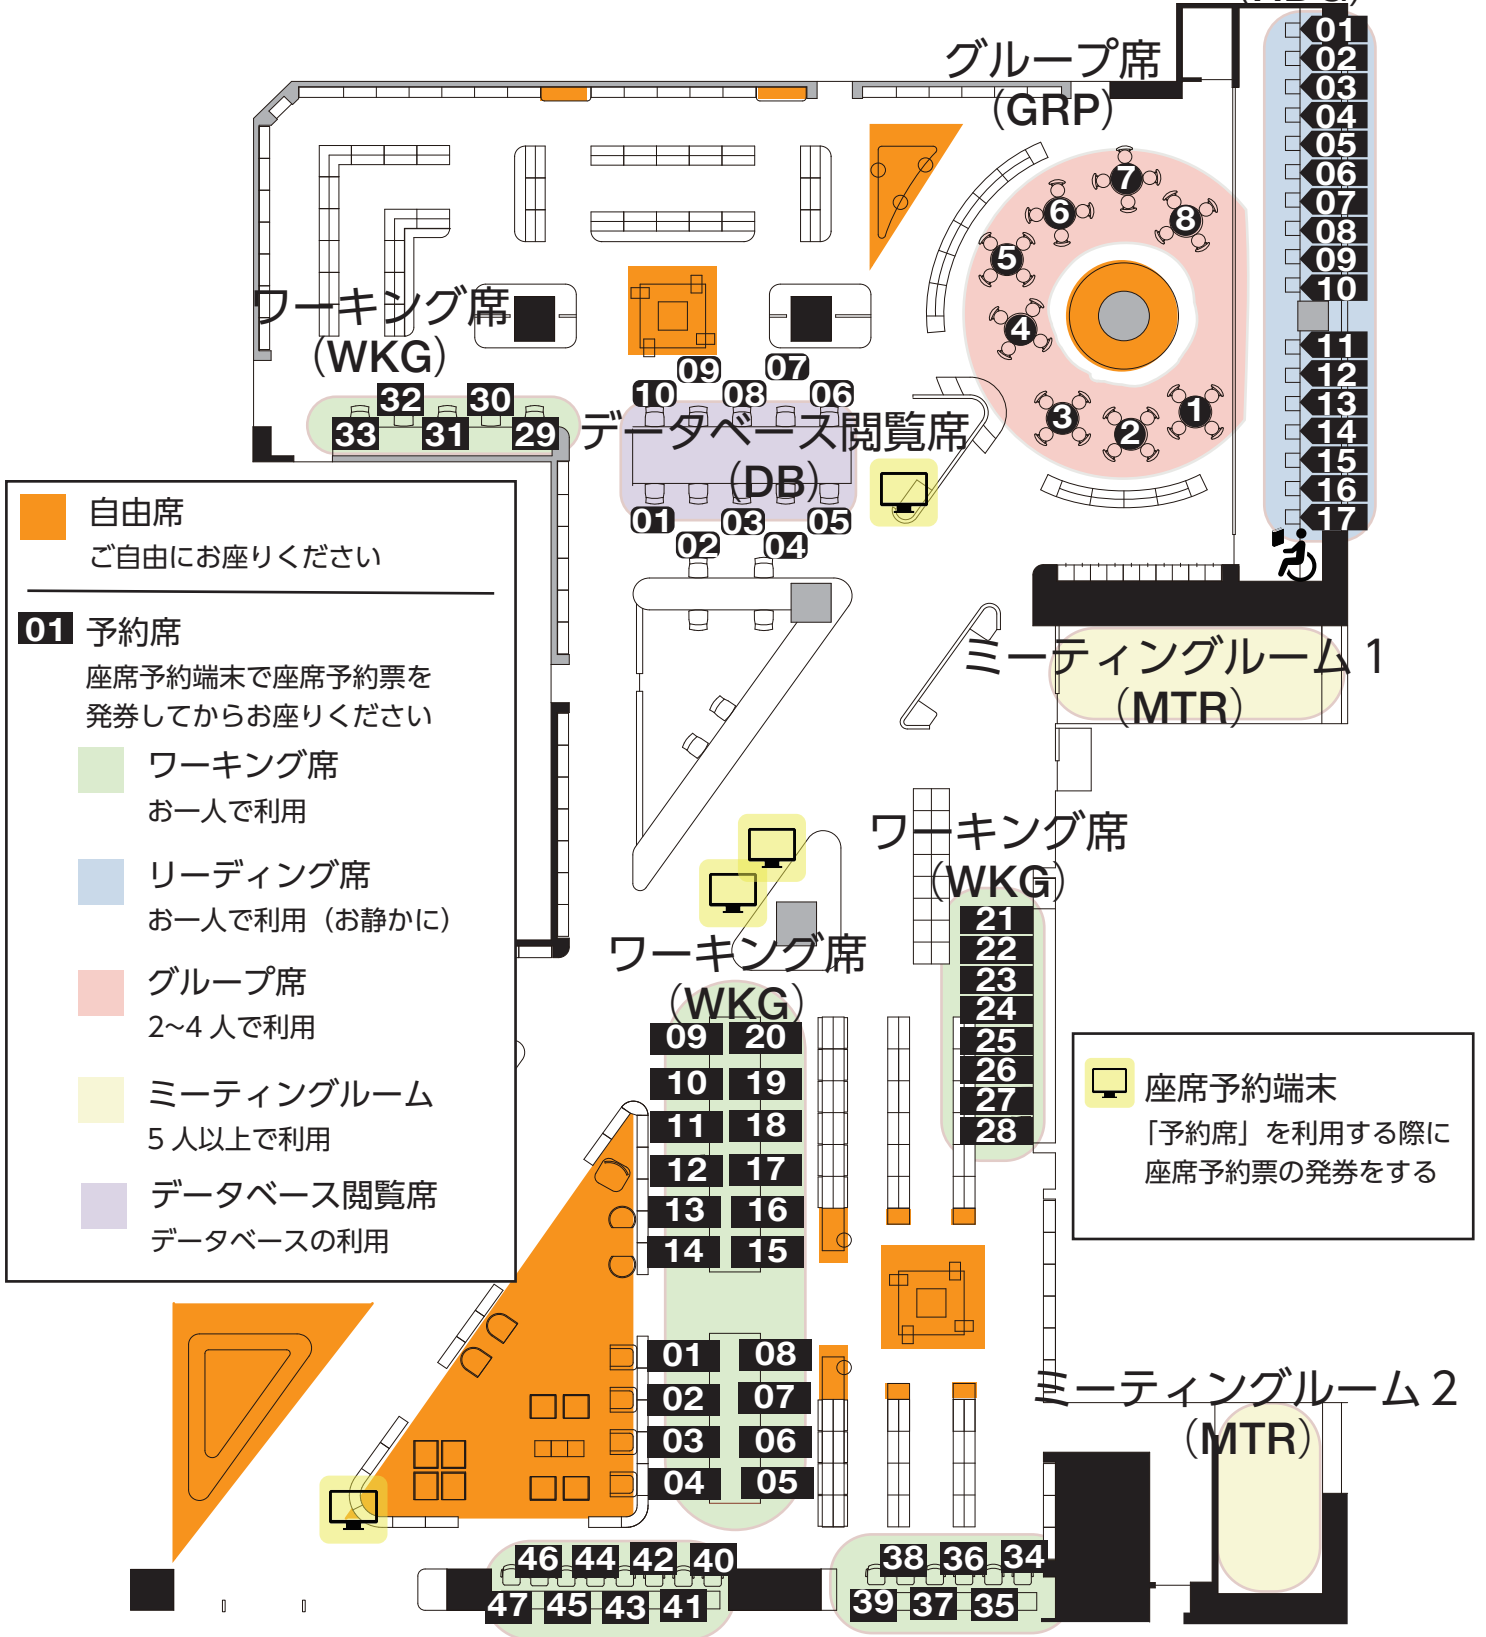 グループ席
（GRP）
01
02
03
04
05
06
07
08
09
10
11
12
13
14
15
16
17
7
6
8
5
4
3
2
1
ワーキング席
（WKG）
32
30
33
31
29
09
07
10
08
06
データベース閲覧席
（DB）
01
03
05
02
04
自由席
ご自由にお座りください
01 予約席
座席予約端末で座席予約票を
発券してからお座りください
ワーキング席
お一人で利用
リーディング席
お一人で利用（お静かに）
グループ席
2~4 人で利用
ミーティングルーム
5 人以上で利用
データベース閲覧席
データベースの利用
ミーティングルーム 1
（MTR）
ワーキング席
（WKG）
21
22
23
24
25
26
27
28
ワーキング席
（WKG）
09 20
10 19
11 18
12 17
13 16
14 15
01 08
02 07
03 06
04 05
座席予約端末
「予約席」を利用する際に
座席予約票の発券をする
ミーティングルーム 2
（MTR）
46 44 42 40
47 45 43 41
38 36 34
39 37 35